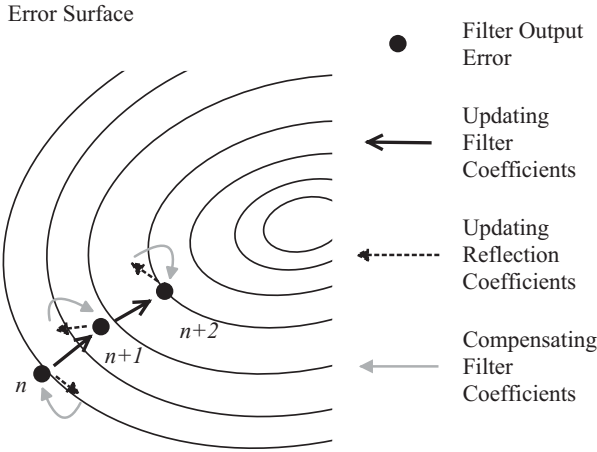 Error Surface
Filter Output
Error
Updating
Filter
Coefficients
Updating
Reflection
Coefficients
Compensating
Filter
Coefficients
n+2
n+1
n